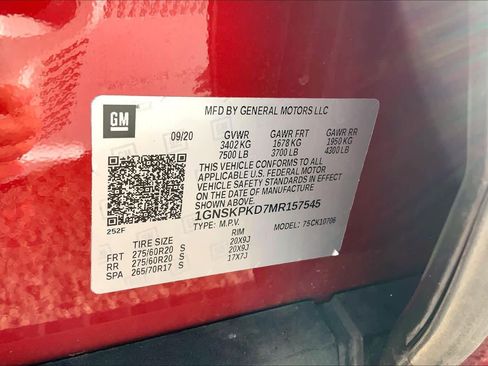 GM
MFD BY GENERAL MOTORS LLC
09/20 GVWR GAWR FRT GAWR RR
3402 KG 1678 KG 1950 KG
7500 LB 3700 LB 4300 LB
THIS VEHICLE CONFORMS TO ALL
APPLICABLE U.S. FEDERAL MOTOR
VEHICLE SAFETY STANDARDS IN EFFECT
ON THE DATE OF MANUFACTURE
1GNSKPKD7MR157545
TYPE: M.P.V. MODEL: 7SCK10706
252F
TIRE SIZE RIM
FRT 275/60R20 S 20X9J
RR 275/60R20 S 20X9J
SPA 265/70R17 S 17X7J